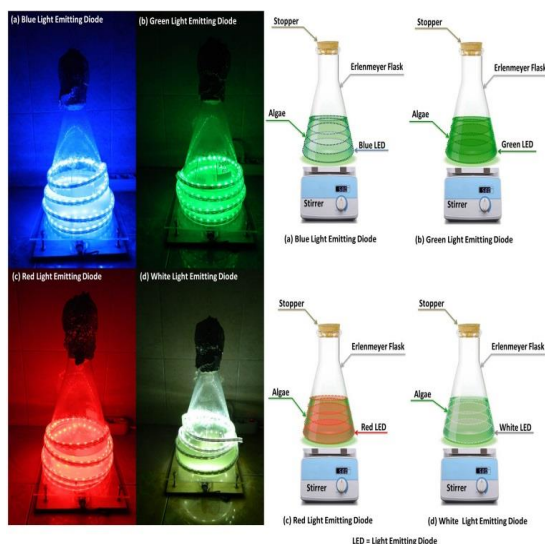 (a) Blue Light Emitting Diode
(b) Green Light Emitting Diode
(c) Red Light Emitting Diode
(d) White Light Emitting Diode
Stopper
Erlenmeyer Flask
Algae
Blue LED
Stirrer
(a) Blue Light Emitting Diode
Stopper
Erlenmeyer Flask
Algae
Green LED
Stirrer
(b) Green Light Emitting Diode
Stopper
Erlenmeyer Flask
Algae
Red LED
Stirrer
(c) Red Light Emitting Diode
Stopper
Erlenmeyer Flask
Algae
White LED
Stirrer
(d) White Light Emitting Diode
LED = Light Emitting Diode